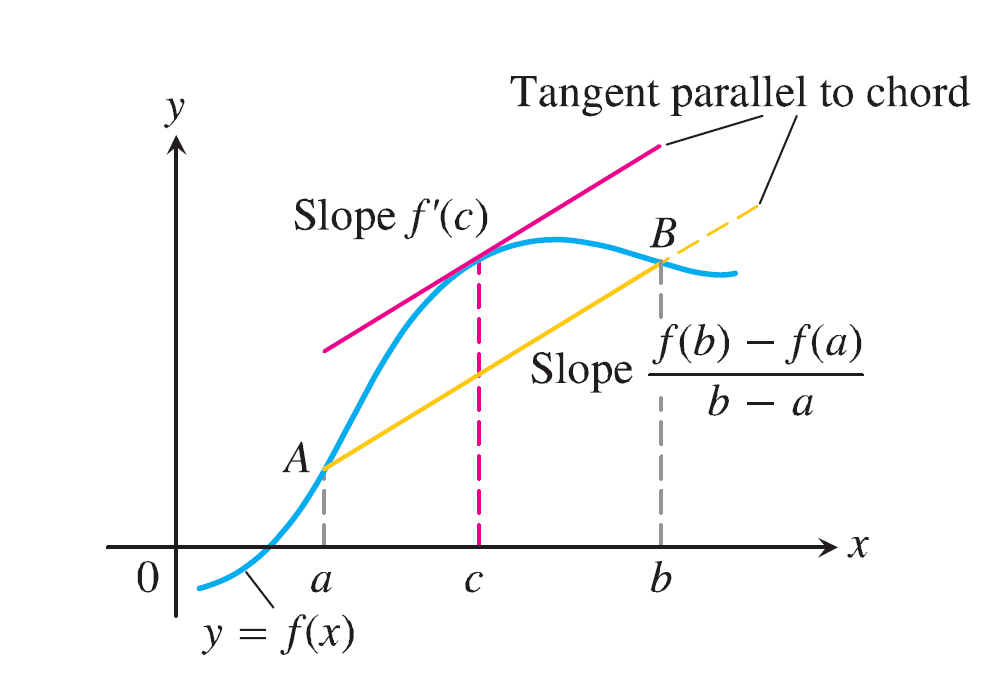 Tangent parallel to chord
y
Slope f′(c)
B
Slope f(b) − f(a)
b − a
A
0
a
c
b
x
y = f(x)